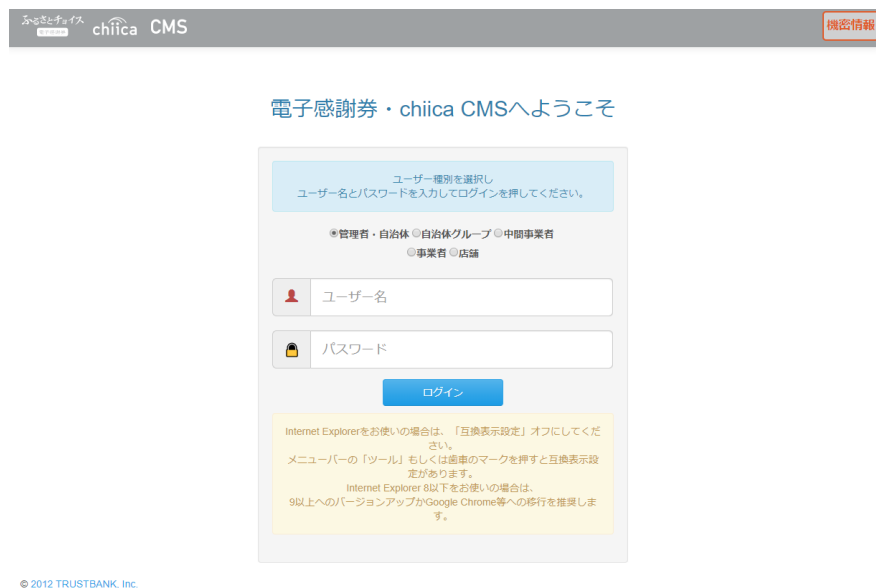 ふるさとチョイス
電子感謝券
chiica CMS
機密情報
電子感謝券・chiica CMSへようこそ
ユーザー種別を選択し
ユーザー名とパスワードを入力してログインを押してください。
管理者・自治体 自治体グループ 中間事業者
事業者 店舗
ユーザー名
パスワード
ログイン
Internet Explorerをお使いの場合は、「互換表示設定」オフにしてくだ
さい。
メニューバーの「ツール」もしくは歯車のマークを押すと互換表示設
定があります。
Internet Explorer 8以下をお使いの場合は、
9以上へのバージョンアップかGoogle Chrome等への移行を推奨しま
す。
© 2012 TRUSTBANK, Inc.